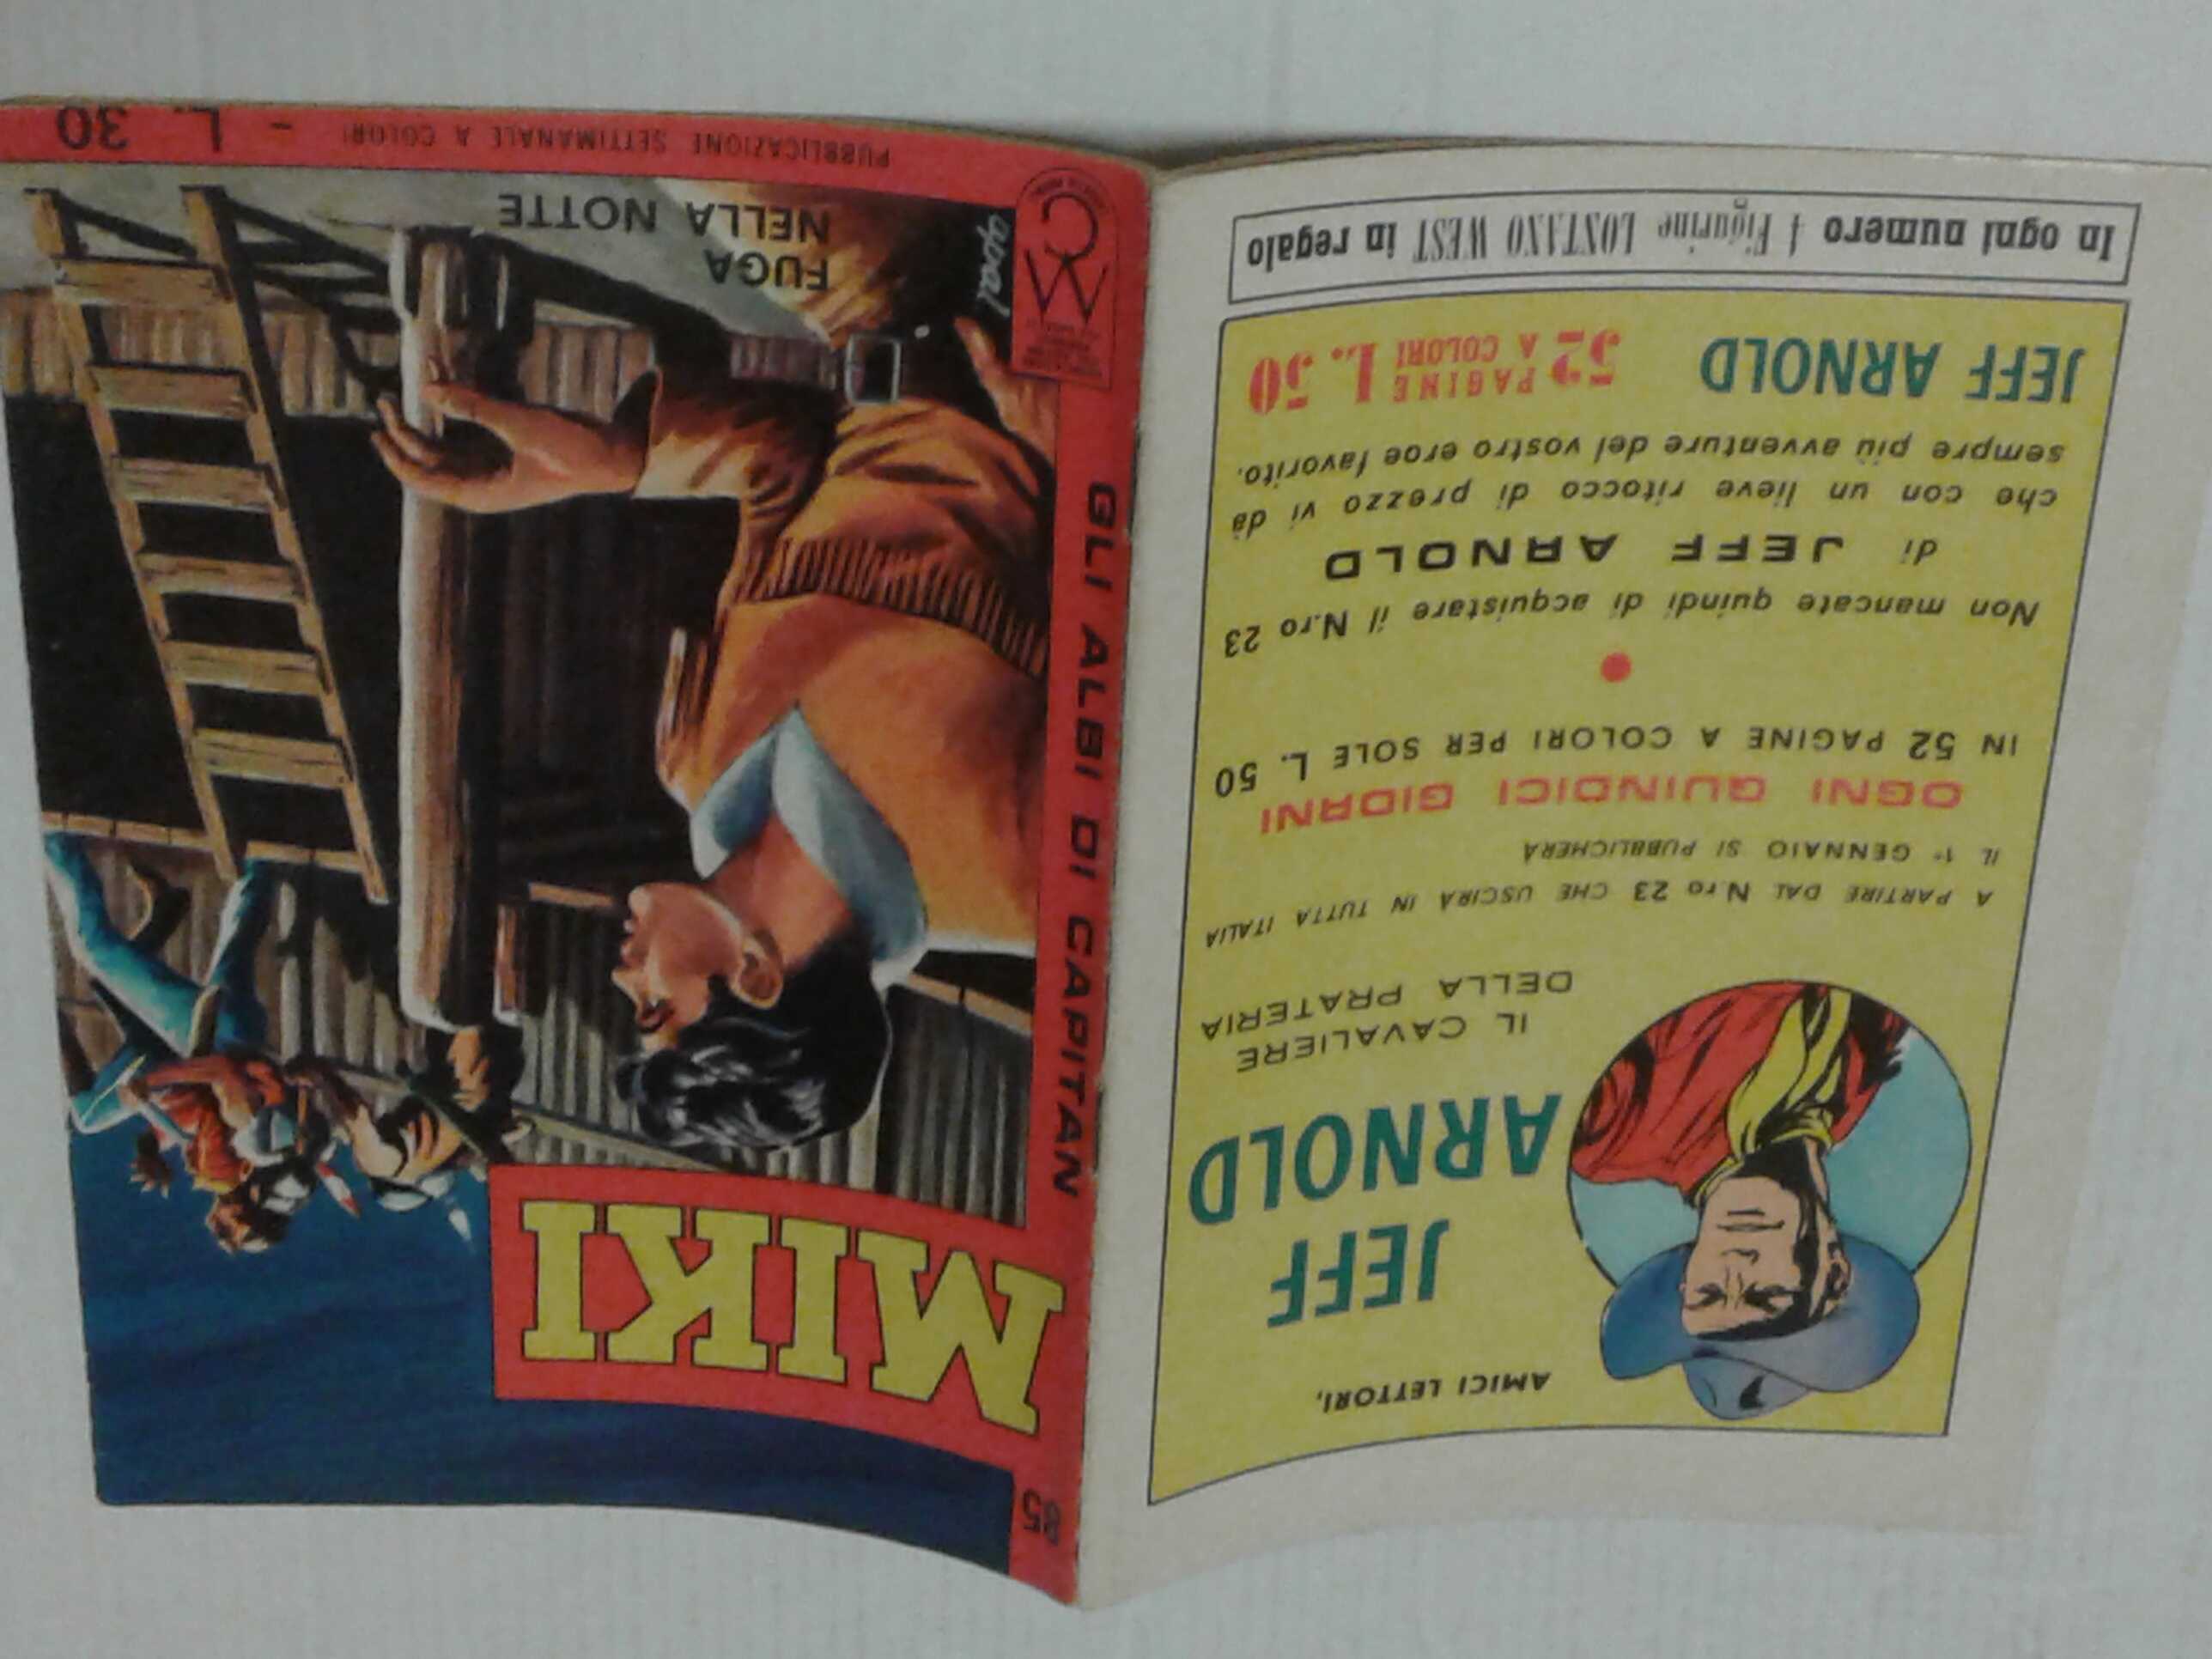 AMICI LETTORI,
JEFF
ARNOLD
IL CAVALIERE
DELLA PRATERIA
A PARTIRE DAL N.ro 23 CHE USCIRÀ IN TUTTA ITALIA
IL 1° GENNAIO SI PUBBLICHERÀ
OGNI QUINDICI GIORNI
IN 52 PAGINE A COLORI PER SOLE L. 50
Non mancate quindi di acquistare il N.ro 23
di JEFF ARNOLD
che con un lieve ritocco di prezzo vi dà
sempre più avventure del vostro eroe favorito.
JEFF ARNOLD 52 PAGINE A COLORI L. 50
In ogni numero 4 Figurine LONTANO WEST in regalo
85
MIKI
GLI ALBI DI CAPITAN
FUGA
NELLA NOTTE
PUBBLICAZIONE SETTIMANALE A COLORI - L. 30